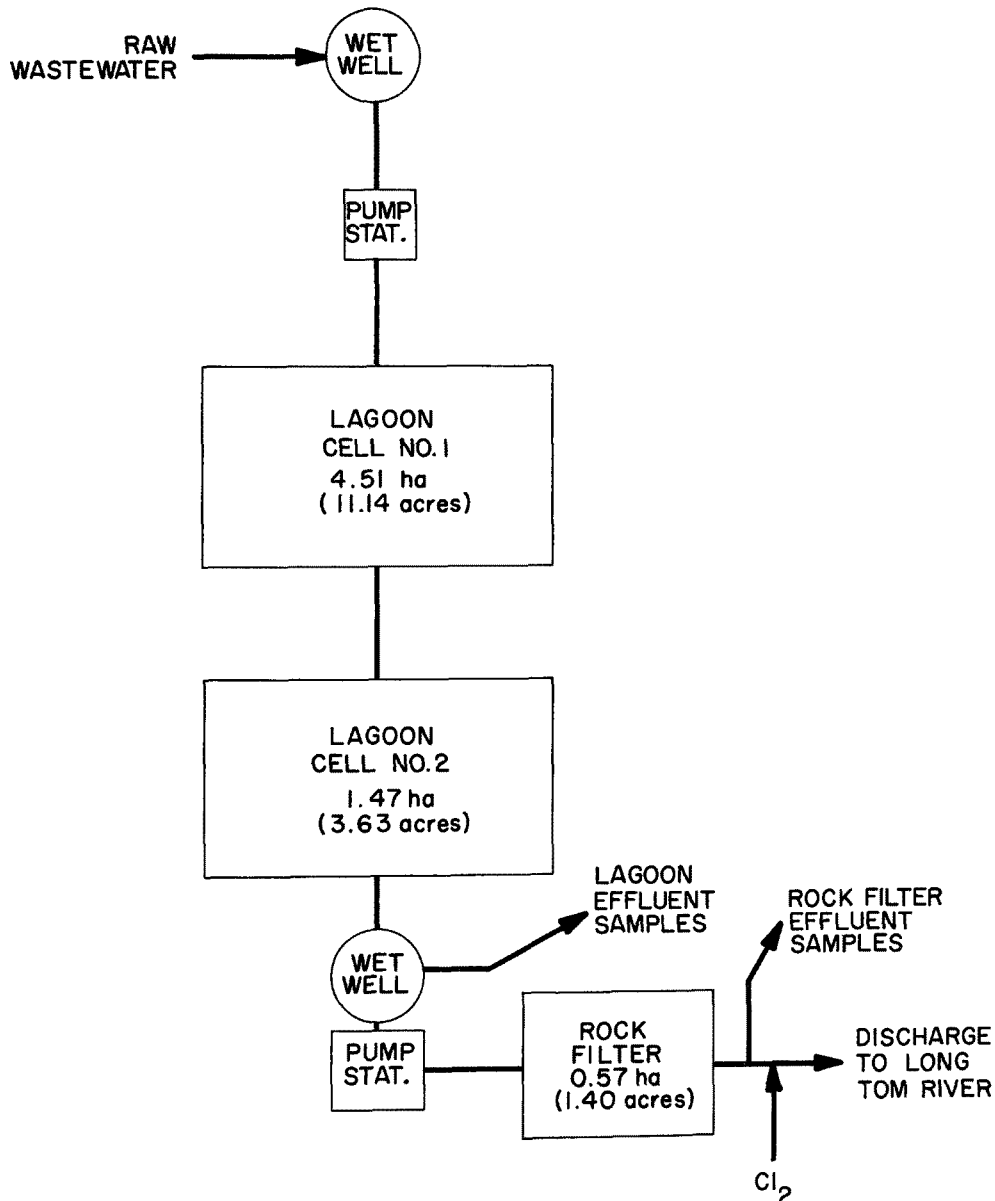 RAW
WASTEWATER
WET
WELL
PUMP
STAT.
LAGOON
CELL NO.1
4.51 ha
(11.14 acres)
LAGOON
CELL NO.2
1.47 ha
(3.63 acres)
LAGOON
EFFLUENT
SAMPLES
ROCK FILTER
EFFLUENT
SAMPLES
WET
WELL
PUMP
STAT.
ROCK
FILTER
0.57 ha
(1.40 acres)
DISCHARGE
TO LONG
TOM RIVER
Cl₂